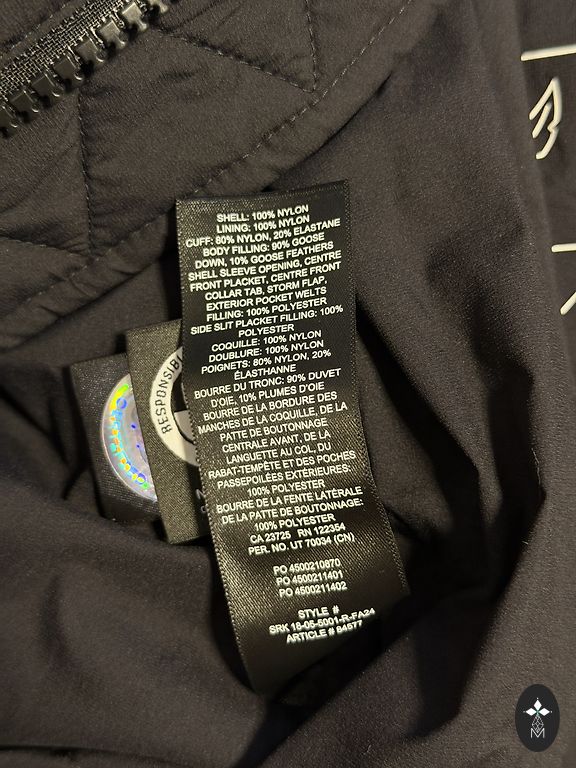 SHELL: 100% NYLON
LINING: 100% NYLON
CUFF: 80% NYLON, 20% ELASTANE
BODY FILLING: 90% GOOSE
DOWN, 10% GOOSE FEATHERS
SHELL SLEEVE OPENING, CENTRE
FRONT PLACKET, CENTRE FRONT
COLLAR TAB, STORM FLAP,
EXTERIOR POCKET WELTS
FILLING: 100% POLYESTER
SIDE SLIT PLACKET FILLING: 100%
POLYESTER
COQUILLE: 100% NYLON
DOUBLURE: 100% NYLON
POIGNETS: 80% NYLON, 20%
ÉLASTHANNE
BOURRE DU TRONC: 90% DUVET
D'OIE, 10% PLUMES D'OIE
BOURRE DE LA BORDURE DES
MANCHES DE LA COQUILLE, DE LA
PATTE DE BOUTONNAGE
CENTRALE AVANT, DE LA
LANGUETTE AU COL, DU
RABAT-TEMPÊTE ET DES POCHES
PASSEPOILÉES EXTÉRIEURES:
100% POLYESTER
BOURRE DE LA FENTE LATÉRALE
DE LA PATTE DE BOUTONNAGE:
100% POLYESTER
CA 23725 RN 122354
PER. NO. UT 70034 (CN)
PO 4500210870
PO 4500211401
PO 4500211402
STYLE #
SRK 18-05-5001-R-FA24
ARTICLE # 84577
RESPONSIBL
M